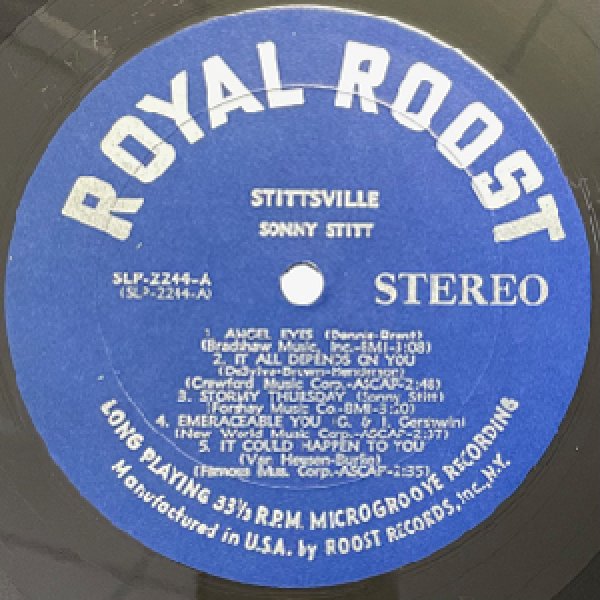 ROYAL ROOST
STITTSVILLE
SONNY STITT
SLP-2244-A
(SLP-2244-A)
STEREO
1. ANGEL EYES (Dennis-Brent)
(Bradshaw Music, Inc.-BMI-3:08)
2. IT ALL DEPENDS ON YOU
(DeSylva-Brown-Henderson)
(Crawford Music Corp.-ASCAP-2:48)
3. STORMY THURSDAY (Sonny Stitt)
(Forshay Music Co.-BMI-3:20)
4. EMBRACEABLE YOU (G. & I. Gershwin)
(New World Music Corp.-ASCAP-2:37)
5. IT COULD HAPPEN TO YOU
(Van Heusen-Burke)
(Famous Mus. Corp.-ASCAP-2:35)
LONG PLAYING 33⅓ R.P.M. MICROGROOVE RECORDING
Manufactured in U.S.A. by ROOST RECORDS, Inc., N.Y.